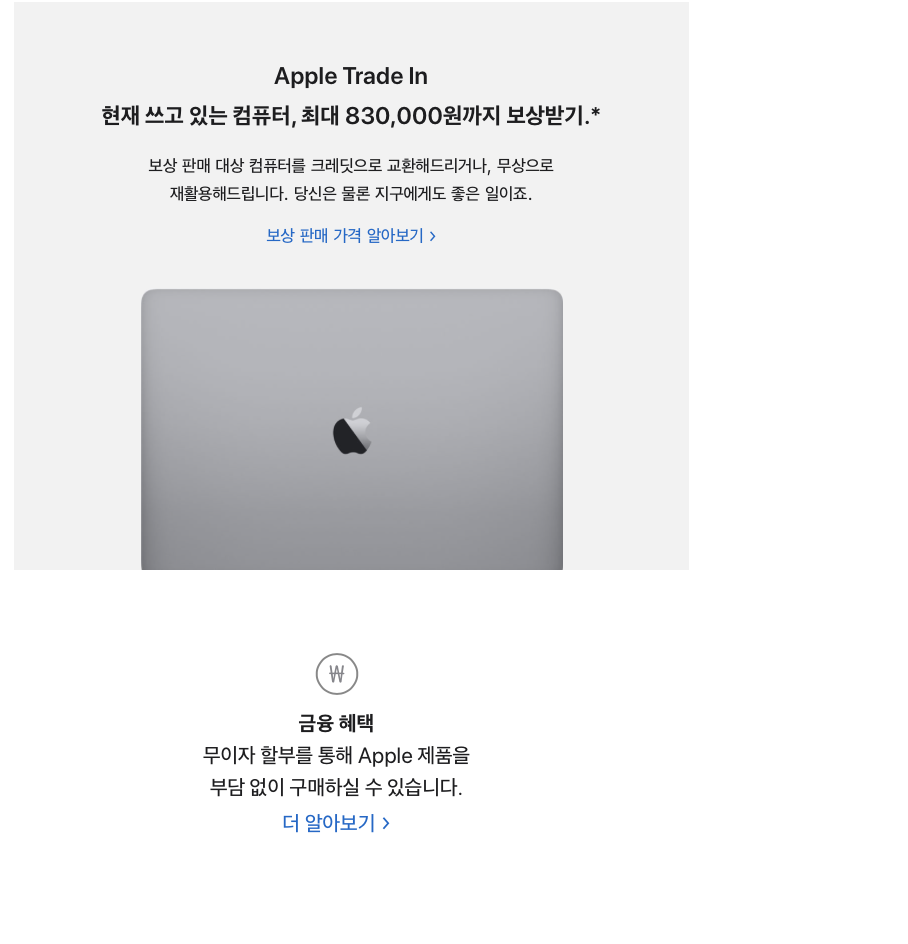 Apple Trade In
현재 쓰고 있는 컴퓨터, 최대 830,000원까지 보상받기.*
보상 판매 대상 컴퓨터를 크레딧으로 교환해드리거나, 무상으로
재활용해드립니다. 당신은 물론 지구에게도 좋은 일이죠.
보상 판매 가격 알아보기 >
₩
금융 혜택
무이자 할부를 통해 Apple 제품을
부담 없이 구매하실 수 있습니다.
더 알아보기 >